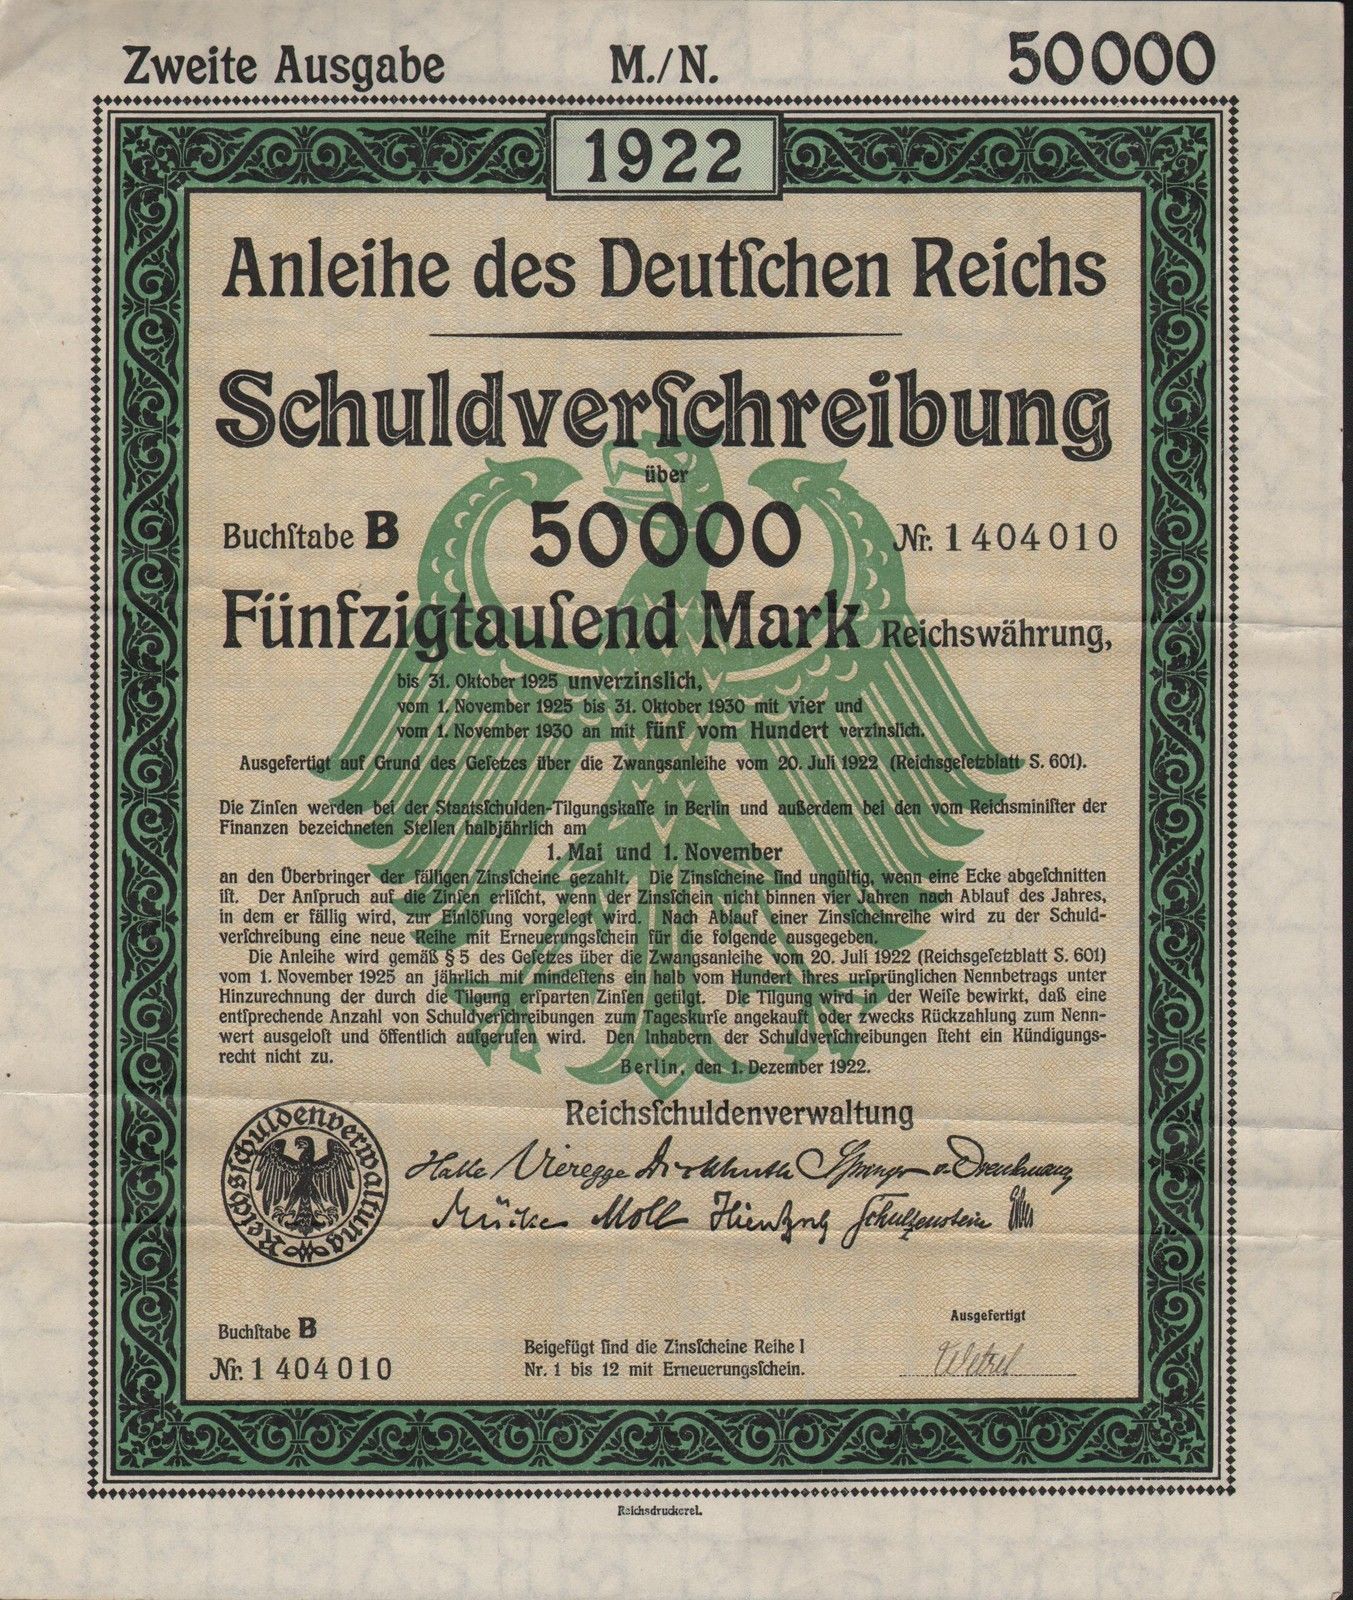 Zweite Ausgabe M./N. 50000
1922
Anleihe des Deutſchen Reichs
Schuldverſchreibung
über
Buchſtabe B 50000 Nr. 1404010
Fünfzigtauſend Mark Reichswährung,
bis 31. Oktober 1925 unverzinslich,
vom 1. November 1925 bis 31. Oktober 1930 mit vier und
vom 1. November 1930 an mit fünf vom Hundert verzinslich.
Ausgefertigt auf Grund des Geſetzes über die Zwangsanleihe vom 20. Juli 1922 (Reichsgeſetzblatt S. 601).
Die Zinſen werden bei der Staatsſchulden-Tilgungskaſſe in Berlin und außerdem bei den vom Reichsminiſter der
Finanzen bezeichneten Stellen halbjährlich am
1. Mai und 1. November
an den Überbringer der fälligen Zinsſcheine gezahlt. Die Zinsſcheine ſind ungültig, wenn eine Ecke abgeſchnitten
iſt. Der Anſpruch auf die Zinſen erliſcht, wenn der Zinsſchein nicht binnen vier Jahren nach Ablauf des Jahres,
in dem er fällig wird, zur Einlöſung vorgelegt wird. Nach Ablauf einer Zinsſcheinreihe wird zu der Schuld-
verſchreibung eine neue Reihe mit Erneuerungsſchein für die folgende ausgegeben.
Die Anleihe wird gemäß § 5 des Geſetzes über die Zwangsanleihe vom 20. Juli 1922 (Reichsgeſetzblatt S. 601)
vom 1. November 1925 an jährlich mit mindeſtens ein halb vom Hundert ihres urſprünglichen Nennbetrags unter
Hinzurechnung der durch die Tilgung erſparten Zinſen getilgt. Die Tilgung wird in der Weiſe bewirkt, daß eine
entſprechende Anzahl von Schuldverſchreibungen zum Tageskurſe angekauft oder zwecks Rückzahlung zum Nenn-
wert ausgeloſt und öffentlich aufgerufen wird. Den Inhabern der Schuldverſchreibungen ſteht ein Kündigungs-
recht nicht zu.
Berlin, den 1. Dezember 1922.
Reichsſchuldenverwaltung
Reichsſchuldenverwaltung
Halle Vieregge Springer v. Drenkmann
Mücke Moll Schultzenstein
Buchſtabe B
Nr. 1404010
Beigefügt ſind die Zinsſcheine Reihe I
Nr. 1 bis 12 mit Erneuerungsſchein.
Ausgefertigt
Wetzel
Reichsdruckerei.